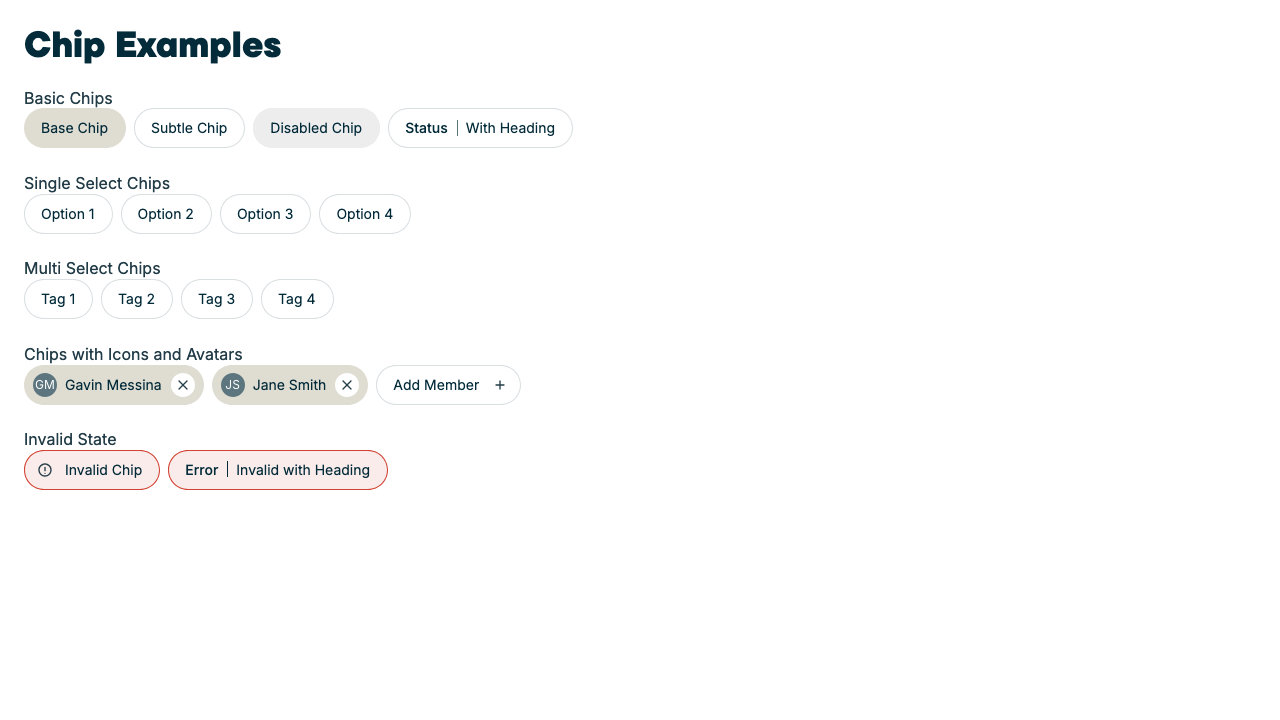 Chip Examples
Basic Chips
Base Chip Subtle Chip Disabled Chip Status With Heading
Single Select Chips
Option 1 Option 2 Option 3 Option 4
Multi Select Chips
Tag 1 Tag 2 Tag 3 Tag 4
Chips with Icons and Avatars
GM Gavin Messina JS Jane Smith Add Member
Invalid State
Invalid Chip Error Invalid with Heading